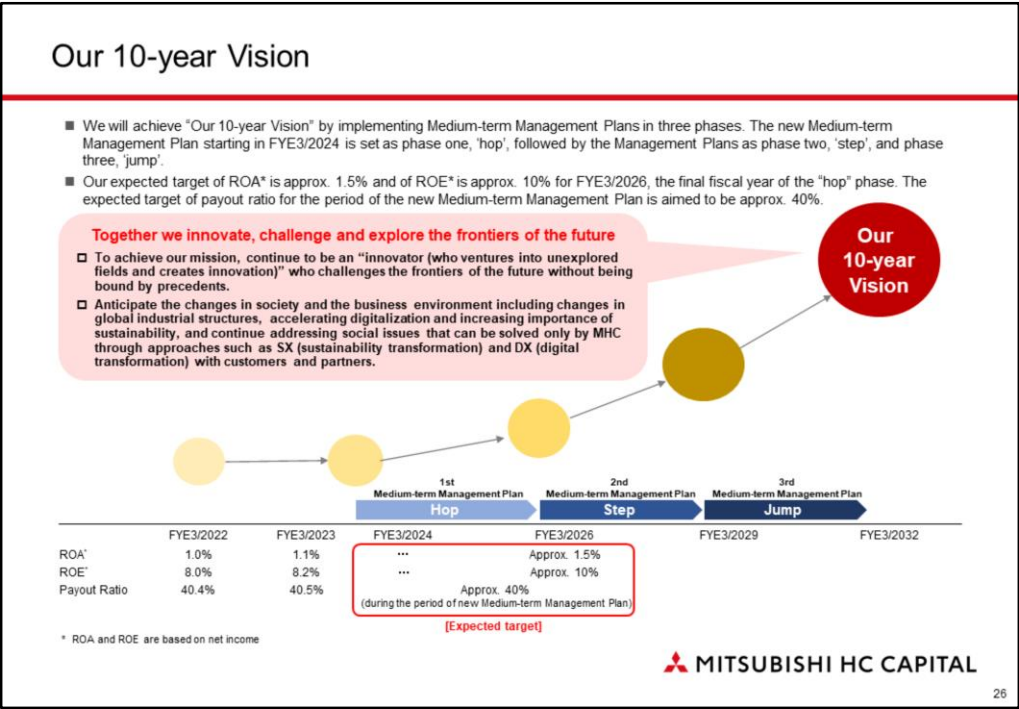 Our 10-year Vision
■ We will achieve “Our 10-year Vision” by implementing Medium-term Management Plans in three phases. The new Medium-term
Management Plan starting in FYE3/2024 is set as phase one, ‘hop’, followed by the Management Plans as phase two, ‘step’, and phase
three, ‘jump’.
■ Our expected target of ROA* is approx. 1.5% and of ROE* is approx. 10% for FYE3/2026, the final fiscal year of the “hop” phase. The
expected target of payout ratio for the period of the new Medium-term Management Plan is aimed to be approx. 40%.
Together we innovate, challenge and explore the frontiers of the future
□ To achieve our mission, continue to be an “innovator (who ventures into unexplored
fields and creates innovation)” who challenges the frontiers of the future without being
bound by precedents.
□ Anticipate the changes in society and the business environment including changes in
global industrial structures, accelerating digitalization and increasing importance of
sustainability, and continue addressing social issues that can be solved only by MHC
through approaches such as SX (sustainability transformation) and DX (digital
transformation) with customers and partners.
Our
10-year
Vision
1st
Medium-term Management Plan
Hop
2nd
Medium-term Management Plan
Step
3rd
Medium-term Management Plan
Jump
FYE3/2022 FYE3/2023 FYE3/2024 FYE3/2026 FYE3/2029 FYE3/2032
ROA* 1.0% 1.1% ··· Approx. 1.5%
ROE* 8.0% 8.2% ··· Approx. 10%
Payout Ratio 40.4% 40.5% Approx. 40%
(during the period of new Medium-term Management Plan)
[Expected target]
* ROA and ROE are based on net income
MITSUBISHI HC CAPITAL
26